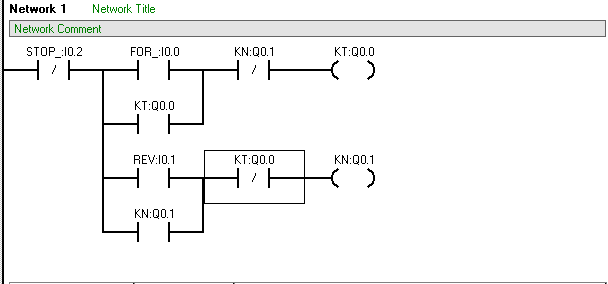 Network 1 Network Title
Network Comment
STOP_:I0.2 FOR_:I0.0 KN:Q0.1 KT:Q0.0
KT:Q0.0
REV:I0.1 KT:Q0.0 KN:Q0.1
KN:Q0.1